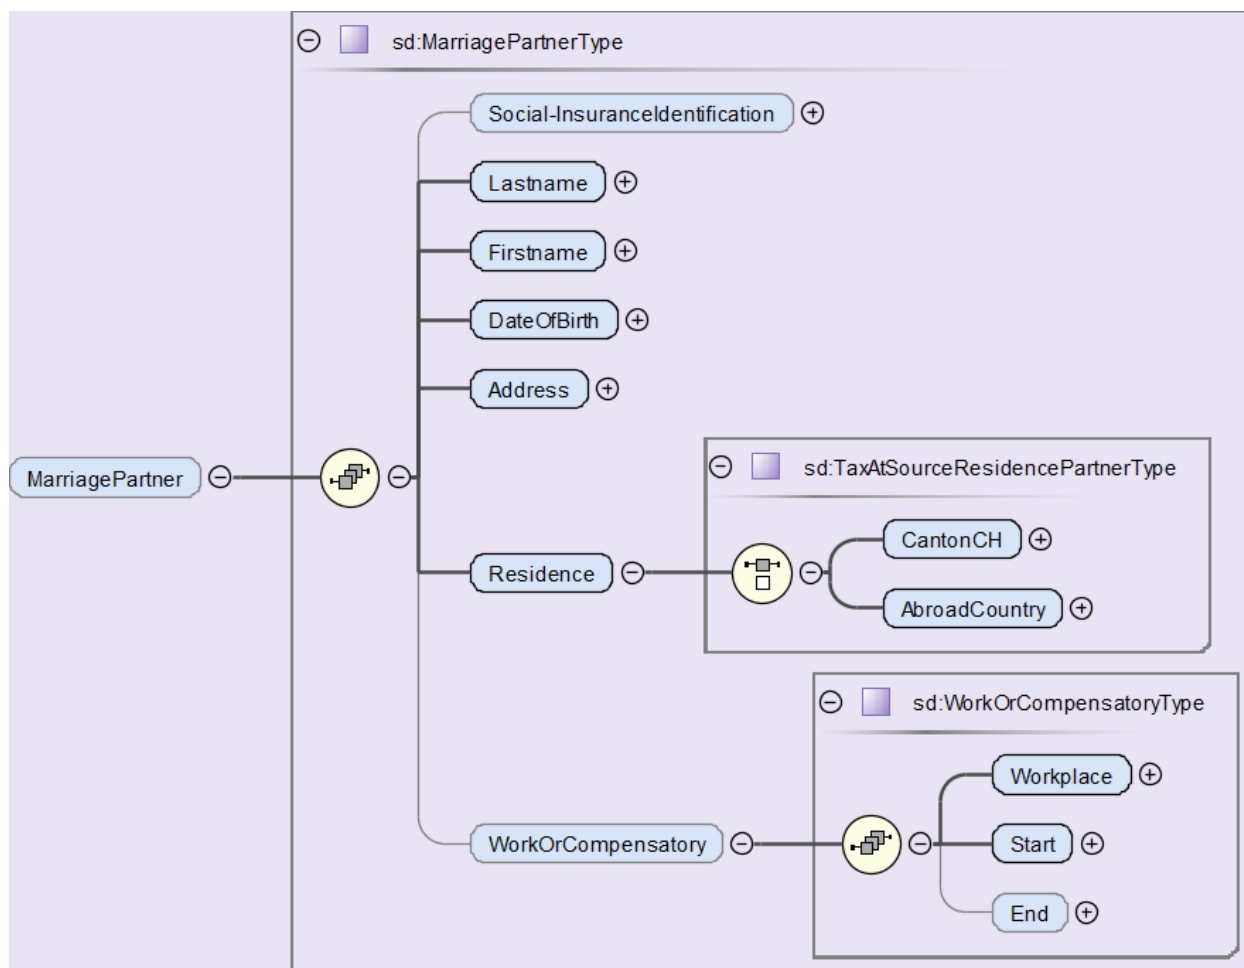 sd:MarriagePartnerType
Social-InsuranceIdentification
Lastname
Firstname
DateOfBirth
Address
MarriagePartner
sd:TaxAtSourceResidencePartnerType
CantonCH
Residence
AbroadCountry
sd:WorkOrCompensatoryType
Workplace
WorkOrCompensatory
Start
End